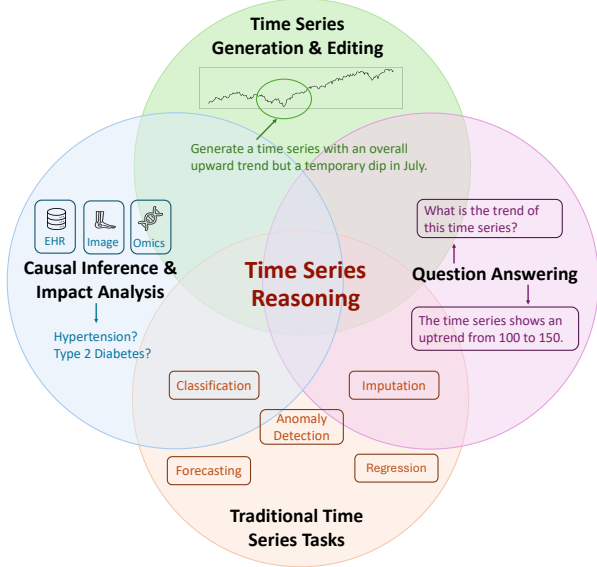 Time Series
Generation & Editing
Generate a time series with an overall
upward trend but a temporary dip in July.
EHR
Image
Omics
Causal Inference &
Impact Analysis
Hypertension?
Type 2 Diabetes?
Time Series
Reasoning
What is the trend of
this time series?
Question Answering
The time series shows an
uptrend from 100 to 150.
Classification
Imputation
Anomaly
Detection
Forecasting
Regression
Traditional Time
Series Tasks